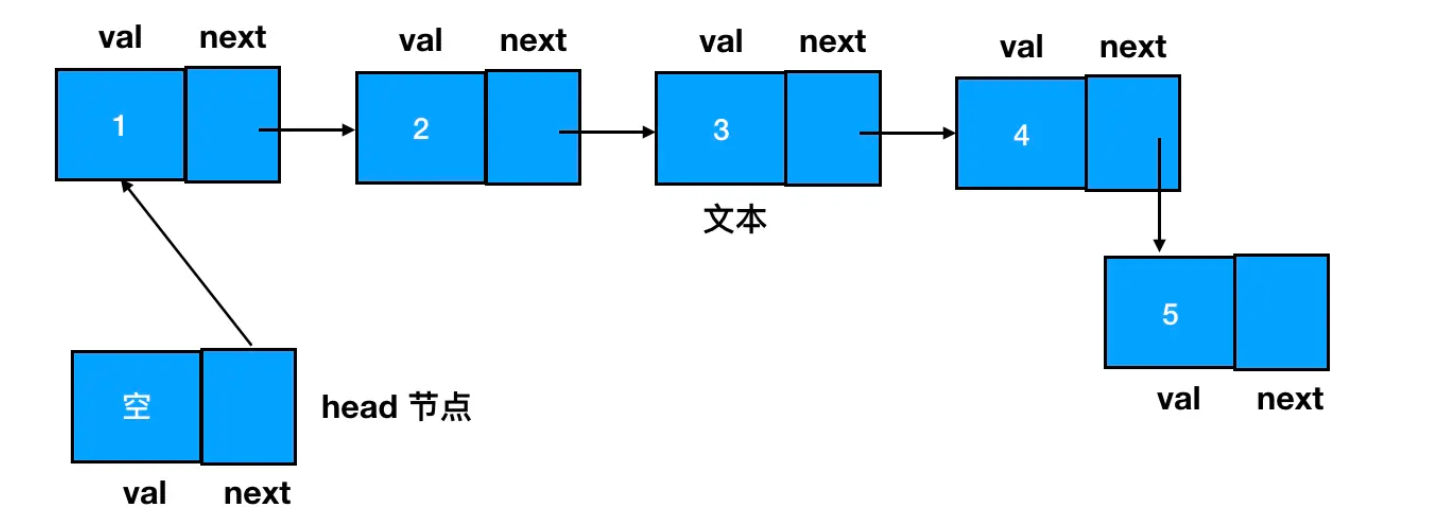 val next
val next
val next
val next
1
2
3
4
文本
5
val next
空
head 节点
val next